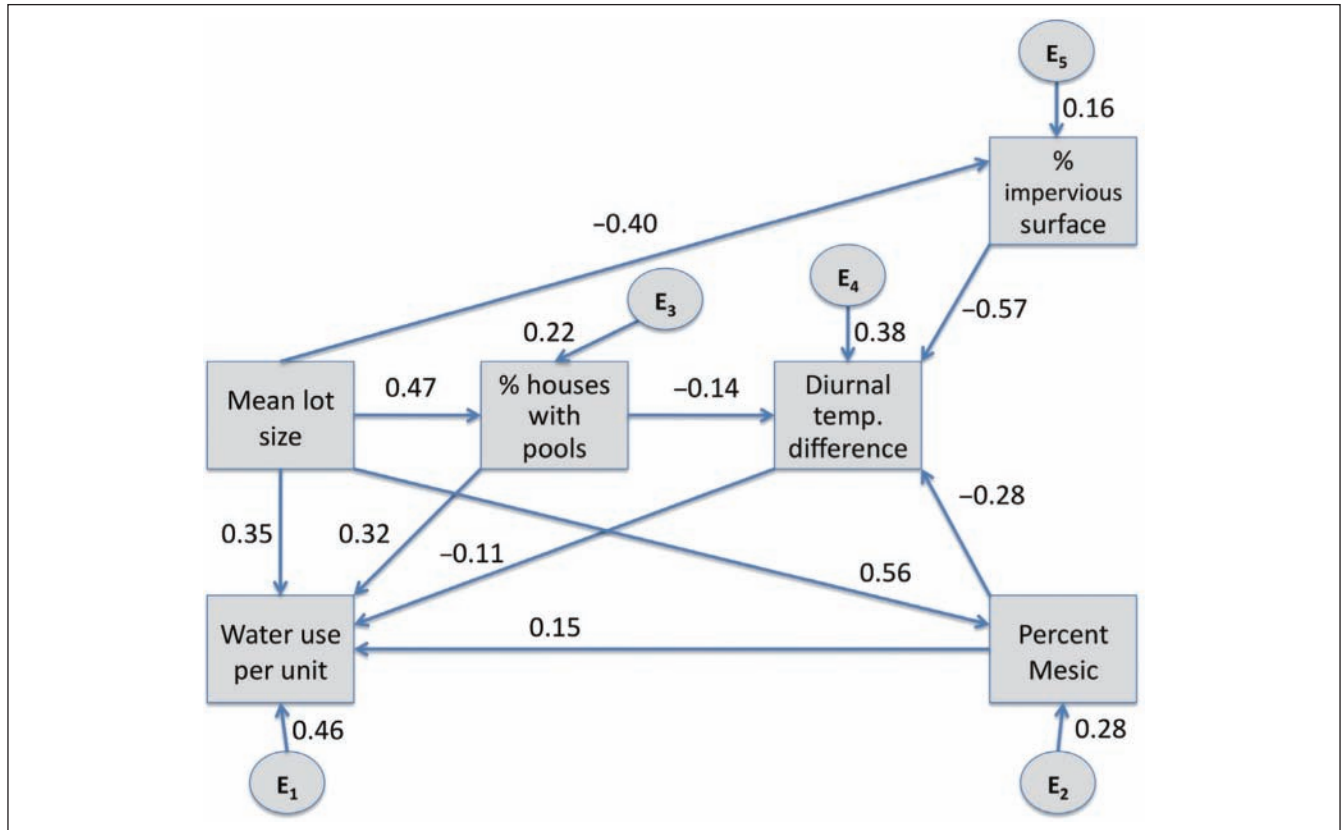 E5
0.16
%
impervious
surface
−0.40
E3
E4
−0.57
0.22
0.38
Mean lot
size
0.47
% houses
with
pools
−0.14
Diurnal
temp.
difference
−0.28
0.35
0.32
−0.11
0.56
0.15
Water use
per unit
Percent
Mesic
0.46
0.28
E1
E2